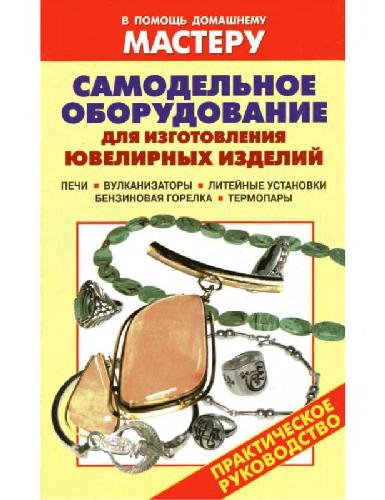 В ПОМОЩЬ ДОМАШНЕМУ
МАСТЕРУ
САМОДЕЛЬНОЕ
ОБОРУДОВАНИЕ
ДЛЯ ИЗГОТОВЛЕНИЯ
ЮВЕЛИРНЫХ ИЗДЕЛИЙ
ПЕЧИ ▪ ВУЛКАНИЗАТОРЫ ▪ ЛИТЕЙНЫЕ УСТАНОВКИ
БЕНЗИНОВАЯ ГОРЕЛКА ▪ ТЕРМОПАРЫ
ПРАКТИЧЕСКОЕ
РУКОВОДСТВО